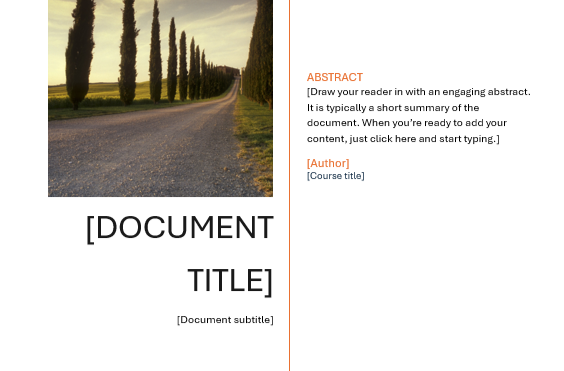 [DOCUMENT
TITLE]
[Document subtitle]
ABSTRACT
[Draw your reader in with an engaging abstract.
It is typically a short summary of the
document. When you’re ready to add your
content, just click here and start typing.]
[Author]
[Course title]